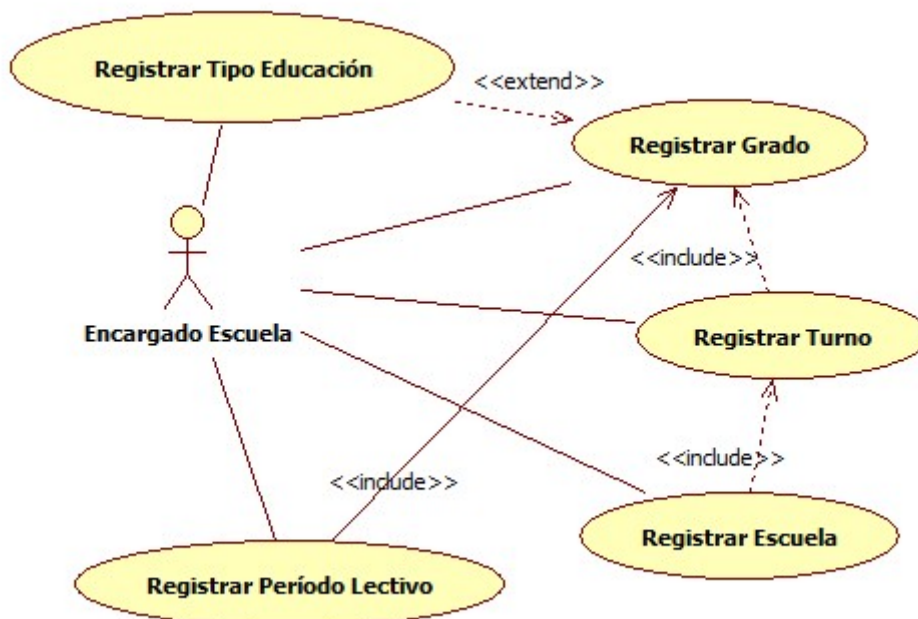 Registrar Tipo Educación
<<extend>>
Registrar Grado
<<include>>
Encargado Escuela
Registrar Turno
<<include>>
<<include>>
Registrar Escuela
Registrar Período Lectivo